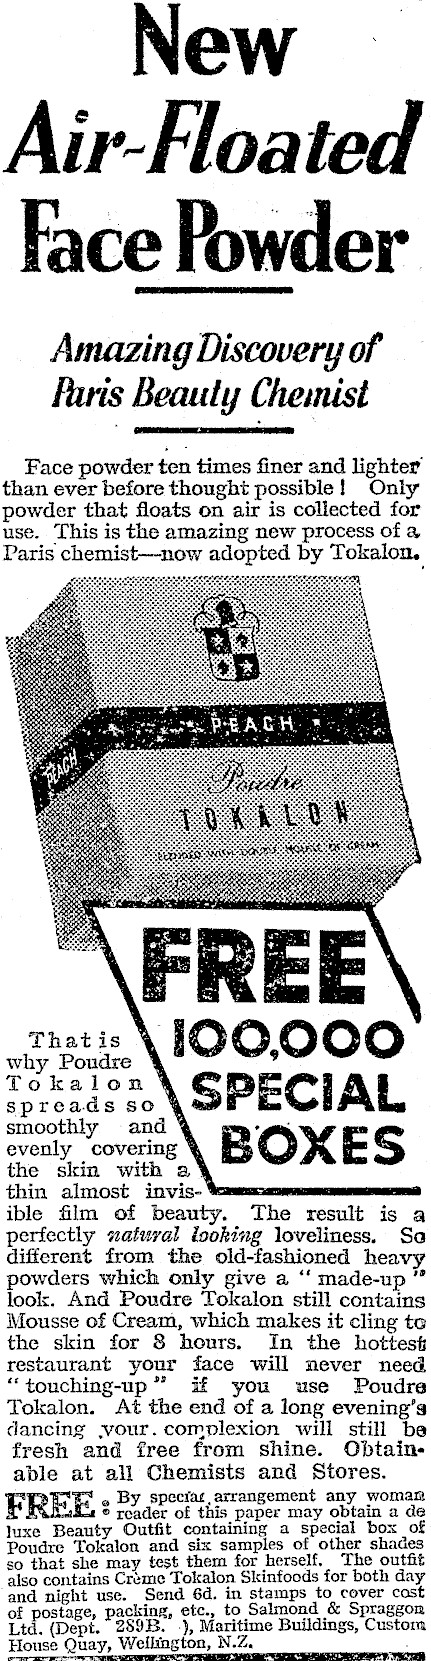 New
Air-Floated
Face Powder
Amazing Discovery of
Paris Beauty Chemist
Face powder ten times finer and lighter
than ever before thought possible! Only
powder that floats on air is collected for
use. This is the amazing new process of a
Paris chemist—now adopted by Tokalon.
PEACH
PEACH
Poudre
TOKALON
FREE
100,000
SPECIAL
BOXES
That is
why Poudre
Tokalon
spreads so
smoothly and
evenly covering
the skin with a
thin almost invis-
ible film of beauty. The result is a
perfectly natural looking loveliness. So
different from the old-fashioned heavy
powders which only give a "made-up"
look. And Poudre Tokalon still contains
Mousse of Cream, which makes it cling to
the skin for 8 hours. In the hottest
restaurant your face will never need
"touching-up" if you use Poudre
Tokalon. At the end of a long evening's
dancing your complexion will still be
fresh and free from shine. Obtain-
able at all Chemists and Stores.
FREE: By special arrangement any woman
reader of this paper may obtain a de
luxe Beauty Outfit containing a special box of
Poudre Tokalon and six samples of other shades
so that she may test them for herself. The outfit
also contains Crème Tokalon Skinfoods for both day
and night use. Send 6d. in stamps to cover cost
of postage, packing, etc., to Salmond & Spraggon
Ltd. (Dept. 289B. ), Maritime Buildings, Custom
House Quay, Wellington, N.Z.